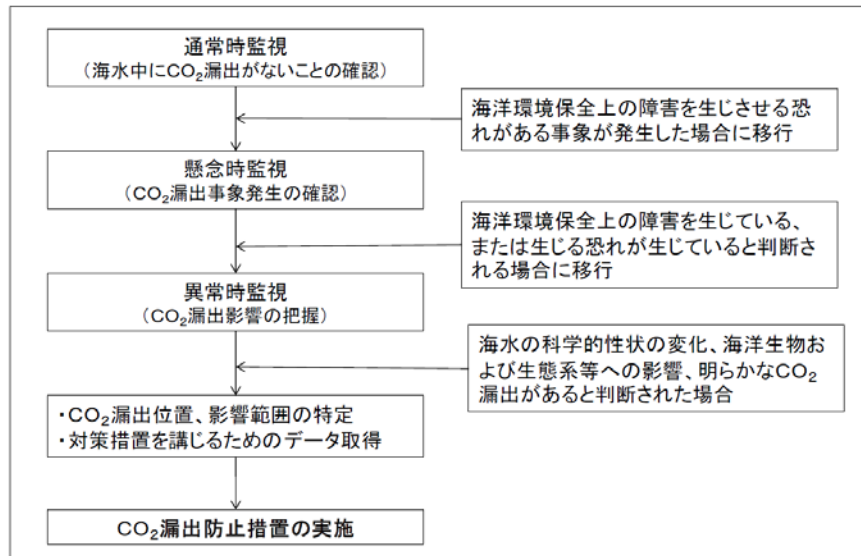 通常時監視
（海水中にCO₂漏出がないことの確認）
海洋環境保全上の障害を生じさせる恐
れがある事象が発生した場合に移行
懸念時監視
（CO₂漏出事象発生の確認）
海洋環境保全上の障害を生じている、
または生じる恐れが生じていると判断さ
れる場合に移行
異常時監視
（CO₂漏出影響の把握）
海水の科学的性状の変化、海洋生物お
よび生態系等への影響、明らかなCO₂
漏出があると判断された場合
・CO₂漏出位置、影響範囲の特定
・対策措置を講じるためのデータ取得
CO₂漏出防止措置の実施